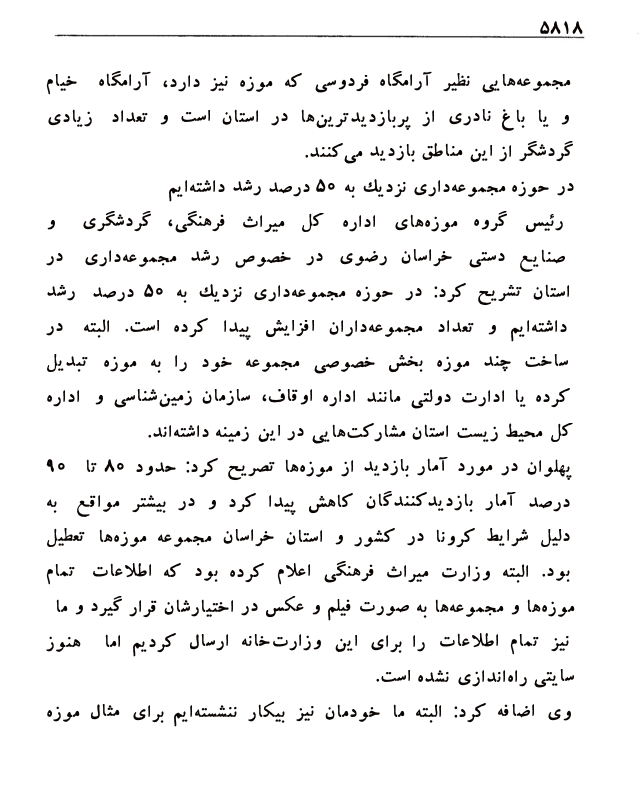 ۵۸۱۸
مجموعه‌هایی نظیر آرامگاه فردوسی که موزه نیز دارد، آرامگاه خیام
و یا باغ نادری از پربازدیدترین‌ها در استان است و تعداد زیادی
گردشگر از این مناطق بازدید می‌کنند.
در حوزه مجموعه‌داری نزدیك به ۵۰ درصد رشد داشته‌ایم
رئیس گروه موزه‌های اداره کل میراث فرهنگی، گردشگری و
صنایع دستی خراسان رضوی در خصوص رشد مجموعه‌داری در
استان تشریح کرد: در حوزه مجموعه‌داری نزدیك به ۵۰ درصد رشد
داشته‌ایم و تعداد مجموعه‌داران افزایش پیدا کرده است. البته در
ساخت چند موزه بخش خصوصی مجموعه خود را به موزه تبدیل
کرده یا ادارت دولتی مانند اداره اوقاف، سازمان زمین‌شناسی و اداره
کل محیط زیست استان مشارکت‌هایی در این زمینه داشته‌اند.
پهلوان در مورد آمار بازدید از موزه‌ها تصریح کرد: حدود ۸۰ تا ۹۰
درصد آمار بازدیدکنندگان کاهش پیدا کرد و در بیشتر مواقع به
دلیل شرایط کرونا در کشور و استان خراسان مجموعه موزه‌ها تعطیل
بود. البته وزارت میراث فرهنگی اعلام کرده بود که اطلاعات تمام
موزه‌ها و مجموعه‌ها به صورت فیلم و عکس در اختیارشان قرار گیرد و ما
نیز تمام اطلاعات را برای این وزارت‌خانه ارسال کردیم اما هنوز
سایتی راه‌اندازی نشده است.
وی اضافه کرد: البته ما خودمان نیز بیکار ننشسته‌ایم برای مثال موزه